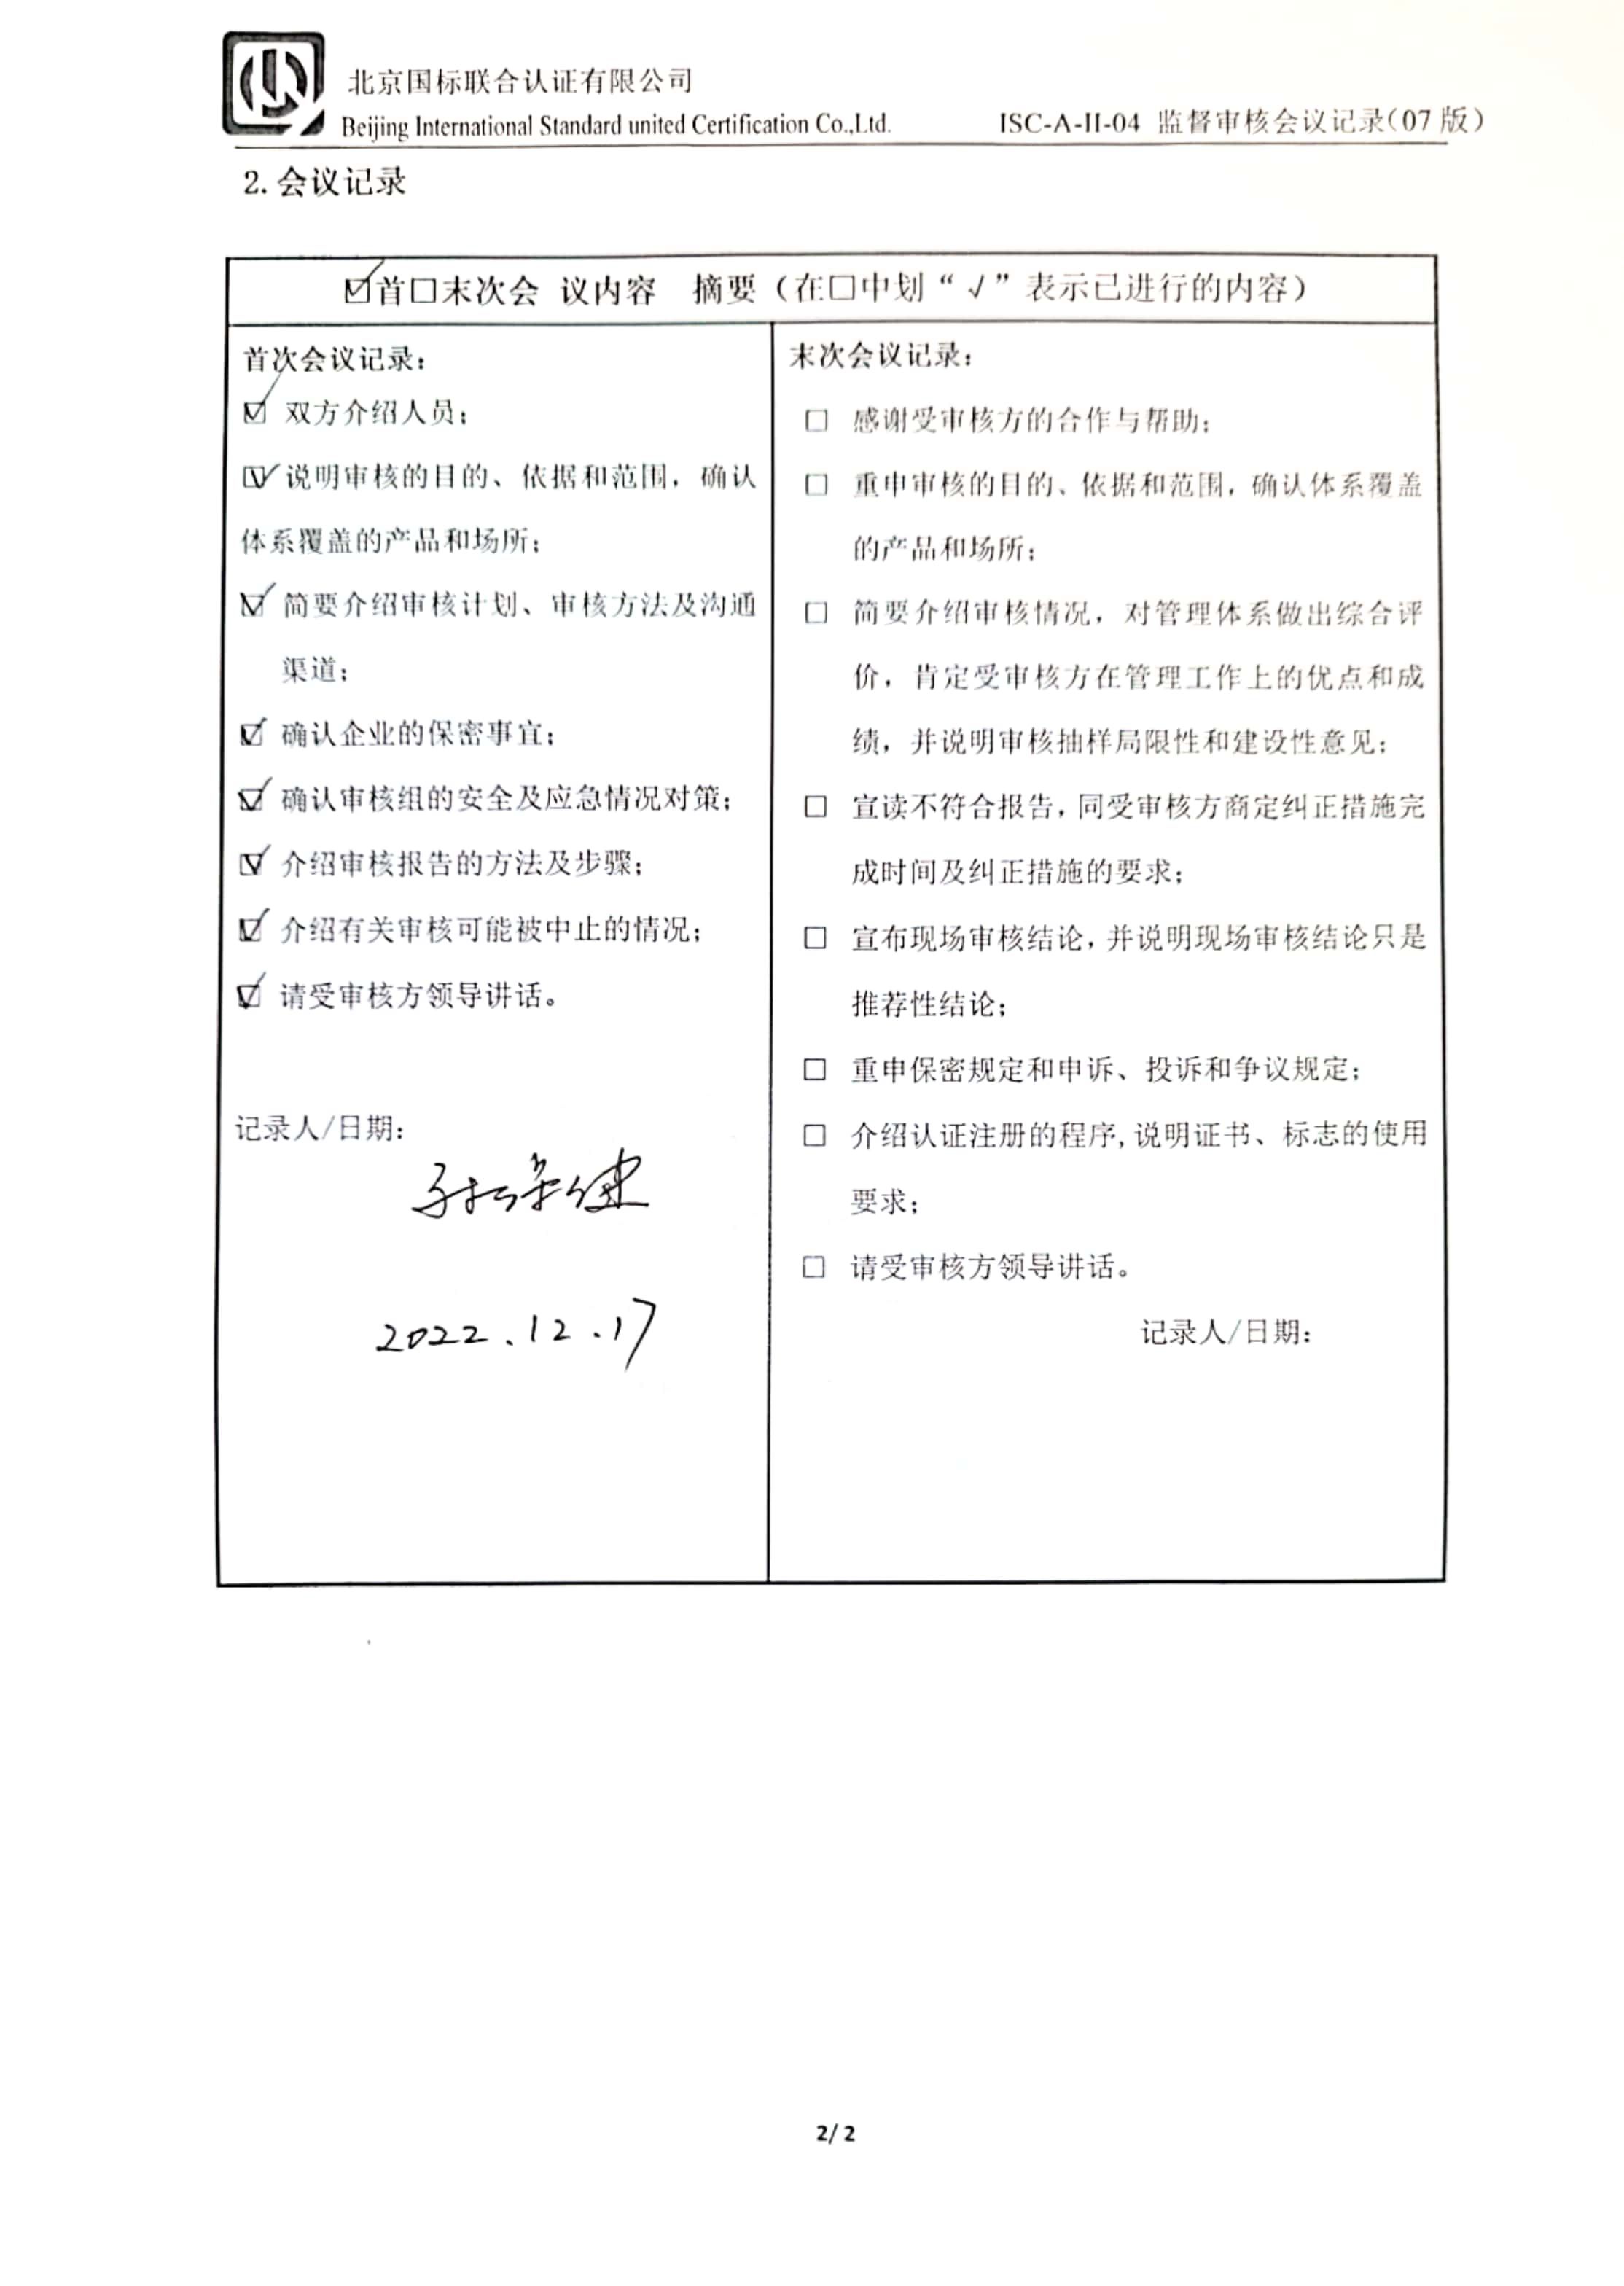 北京国标联合认证有限公司
Beijing International Standard united Certification Co.,Ltd.
ISC-A-II-04 监督审核会议记录(07版)
2.会议记录
☑首□末次会 议内容 摘要（在□中划“√”表示已进行的内容）
首次会议记录：
☑ 双方介绍人员；
☑ 说明审核的目的、依据和范围，确认
体系覆盖的产品和场所；
☑ 简要介绍审核计划、审核方法及沟通
渠道；
☑ 确认企业的保密事宜；
☑ 确认审核组的安全及应急情况对策；
☑ 介绍审核报告的方法及步骤；
☑ 介绍有关审核可能被中止的情况；
☑ 请受审核方领导讲话。
记录人/日期：
2022.12.17
末次会议记录：
□ 感谢受审核方的合作与帮助；
□ 重申审核的目的、依据和范围，确认体系覆盖
的产品和场所；
□ 简要介绍审核情况，对管理体系做出综合评
价，肯定受审核方在管理工作上的优点和成
绩，并说明审核抽样局限性和建设性意见；
□ 宣读不符合报告，同受审核方商定纠正措施完
成时间及纠正措施的要求；
□ 宣布现场审核结论，并说明现场审核结论只是
推荐性结论；
□ 重申保密规定和申诉、投诉和争议规定；
□ 介绍认证注册的程序,说明证书、标志的使用
要求；
□ 请受审核方领导讲话。
记录人/日期：
2/ 2